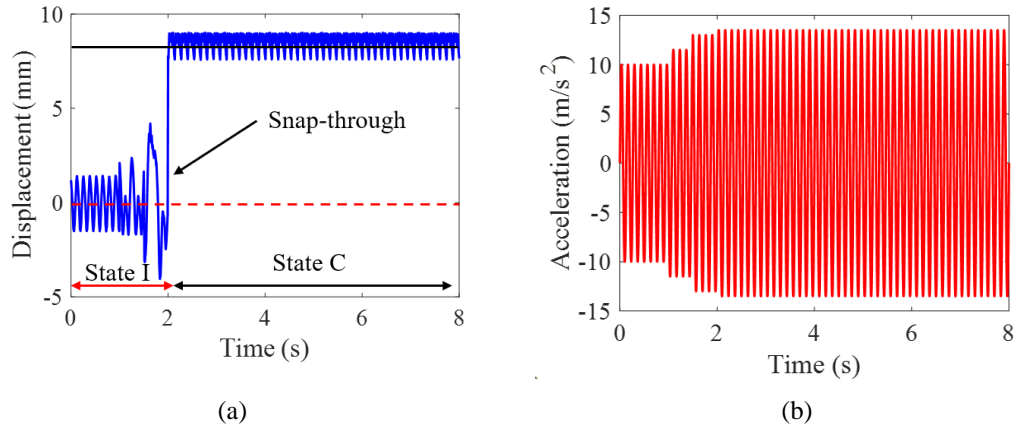 10
5
0
-5
Displacement (mm)
Snap-through
State I
State C
0
2
4
6
8
Time (s)
(a)
15
10
5
0
-5
-10
-15
Acceleration (m/s²)
0
2
4
6
8
Time (s)
(b)